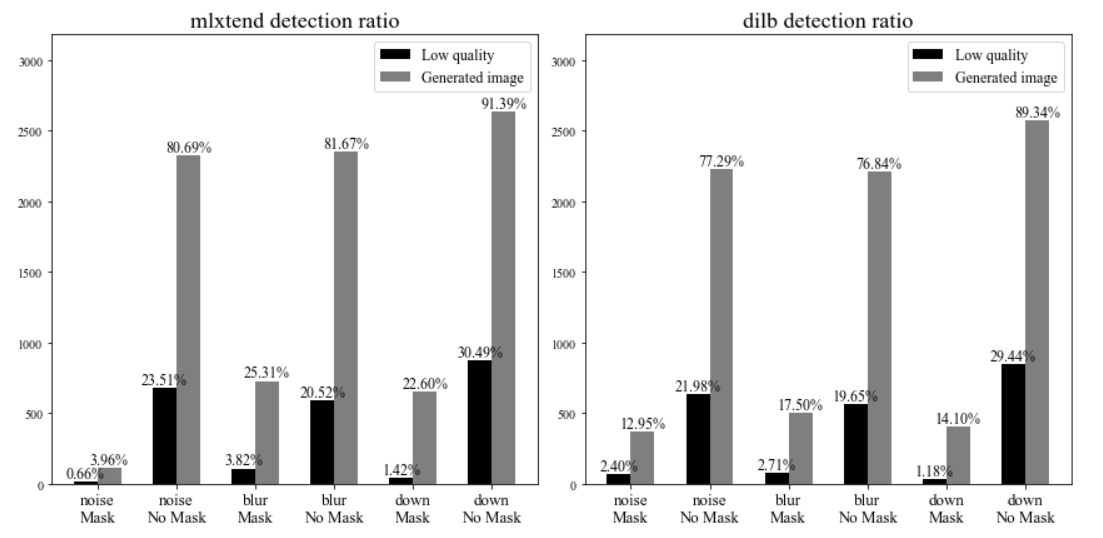 mlxtend detection ratio
3000
2500
2000
1500
1000
500
0
Low quality
Generated image
0.66%
3.96%
23.51%
80.69%
3.82%
25.31%
20.52%
81.67%
1.42%
22.60%
30.49%
91.39%
noise
Mask
noise
No Mask
blur
Mask
blur
No Mask
down
Mask
down
No Mask
dilb detection ratio
3000
2500
2000
1500
1000
500
0
Low quality
Generated image
2.40%
12.95%
21.98%
77.29%
2.71%
17.50%
19.65%
76.84%
1.18%
14.10%
29.44%
89.34%
noise
Mask
noise
No Mask
blur
Mask
blur
No Mask
down
Mask
down
No Mask